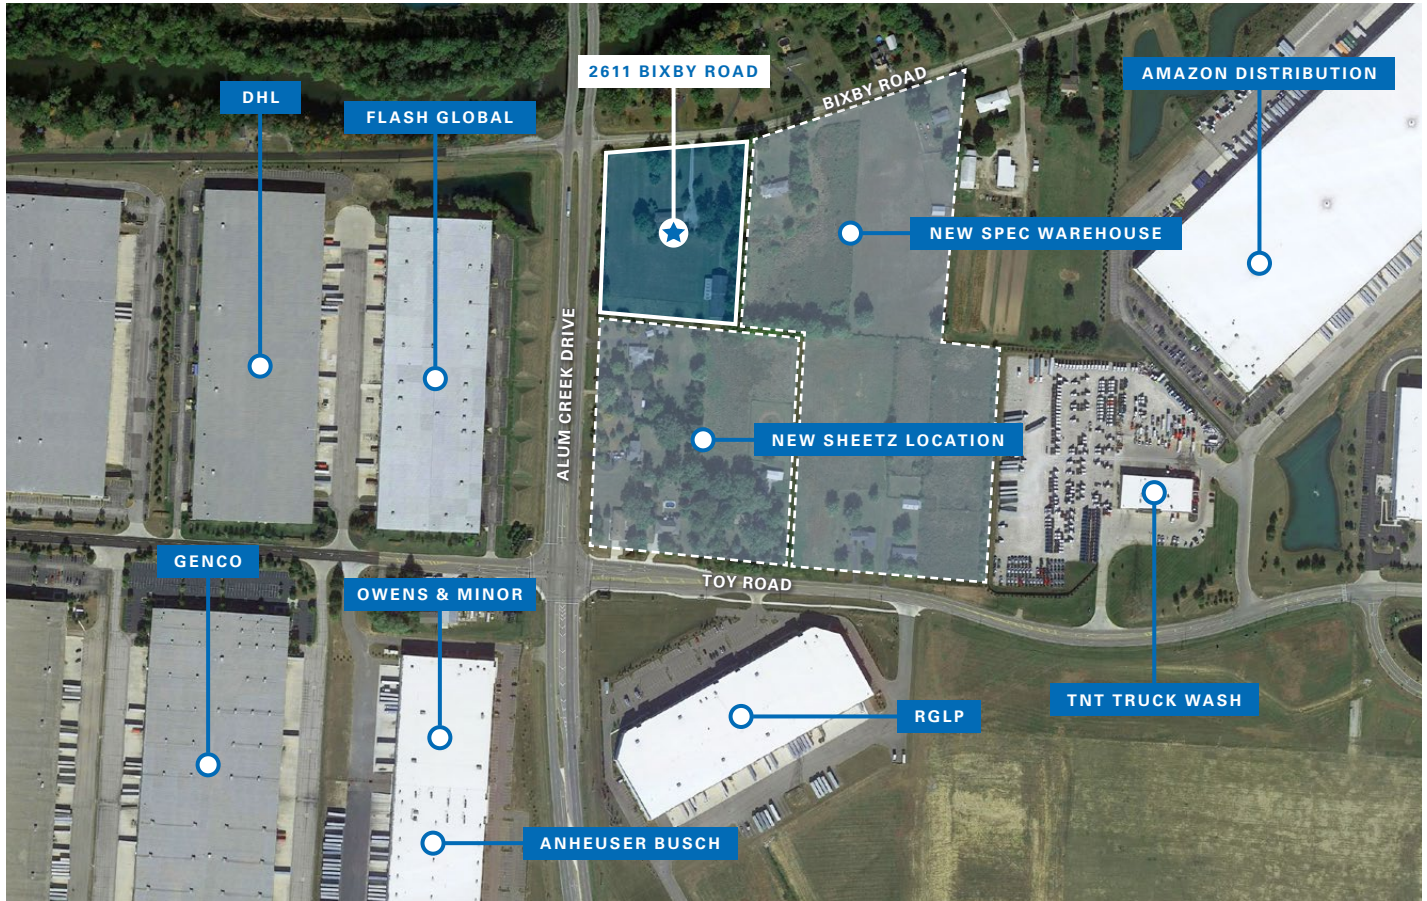 2611 BIXBY ROAD
AMAZON DISTRIBUTION
BIXBY ROAD
DHL
FLASH GLOBAL
NEW SPEC WAREHOUSE
ALUM CREEK DRIVE
NEW SHEETZ LOCATION
GENCO
TOY ROAD
OWENS & MINOR
TNT TRUCK WASH
RGLP
ANHEUSER BUSCH